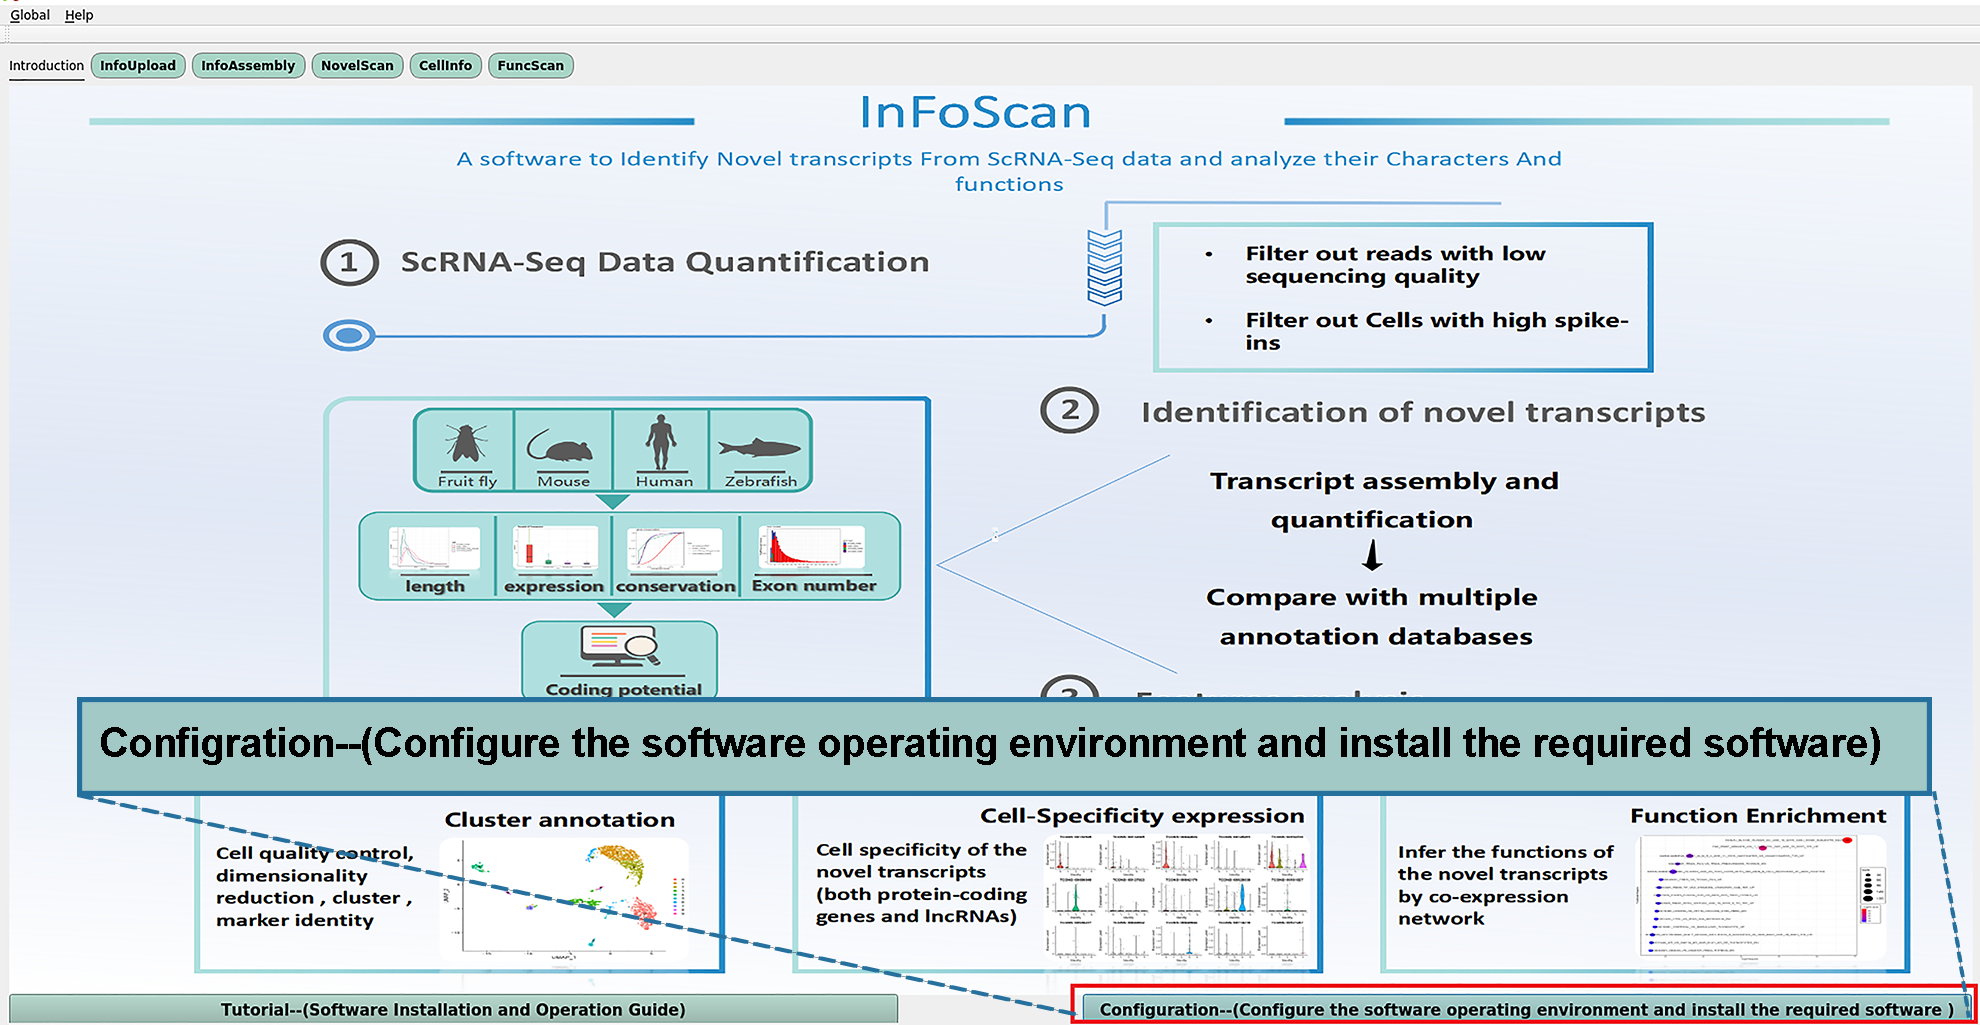 Global Help
Introduction InfoUpload InfoAssembly NovelScan CellInfo FuncScan
InFoScan
A software to Identify Novel transcripts From ScRNA-Seq data and analyze their Characters And
functions
1 ScRNA-Seq Data Quantification
• Filter out reads with low
sequencing quality
• Filter out Cells with high spike-
ins
2 Identification of novel transcripts
Fruit fly Mouse Human Zebrafish
Transcript assembly and
quantification
length expression conservation Exon number
Compare with multiple
annotation databases
Coding potential
Configration--(Configure the software operating environment and install the required software)
Cluster annotation
Cell quality control,
dimensionality
reduction , cluster ,
marker identity
Cell-Specificity expression
Cell specificity of the
novel transcripts
(both protein-coding
genes and lncRNAs)
Function Enrichment
Infer the functions of
the novel transcripts
by co-expression
network
Tutorial--(Software Installation and Operation Guide)
Configuration--(Configure the software operating environment and install the required software )